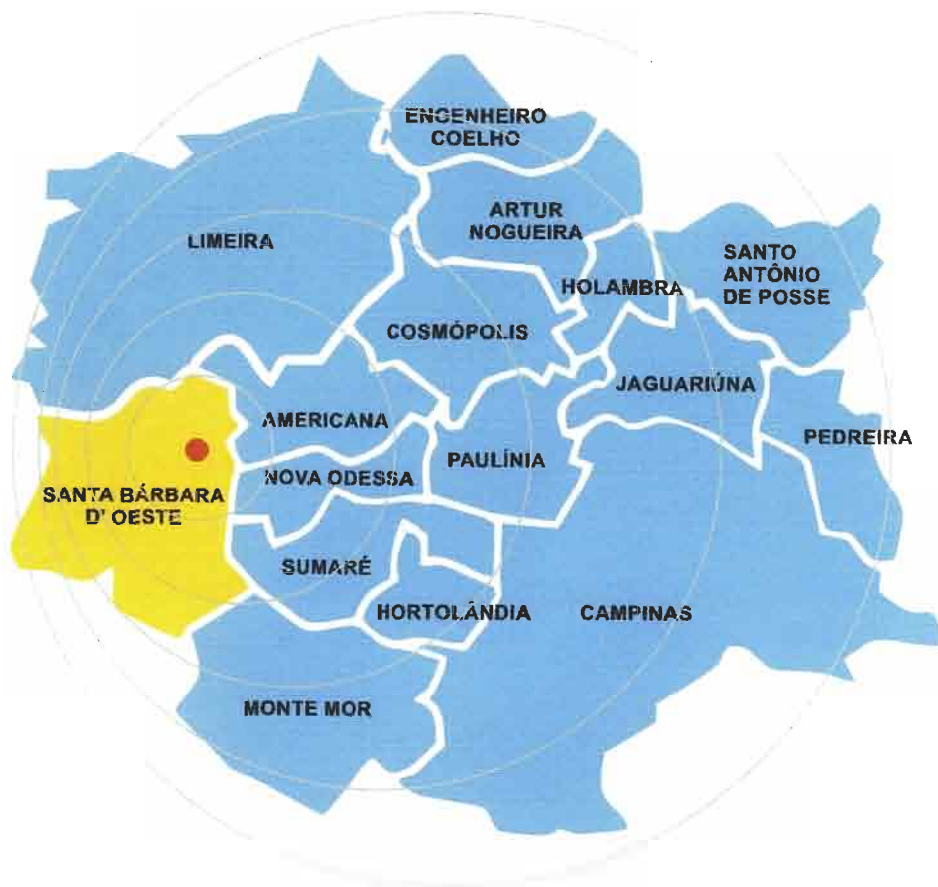 ENGENHEIRO
COELHO
ARTUR
NOGUEIRA
LIMEIRA
SANTO
ANTÔNIO
DE POSSE
HOLAMBRA
COSMÓPOLIS
JAGUARIÚNA
AMERICANA
PEDREIRA
PAULÍNIA
NOVA ODESSA
SANTA BÁRBARA
D' OESTE
SUMARÉ
HORTOLÂNDIA
CAMPINAS
MONTE MOR